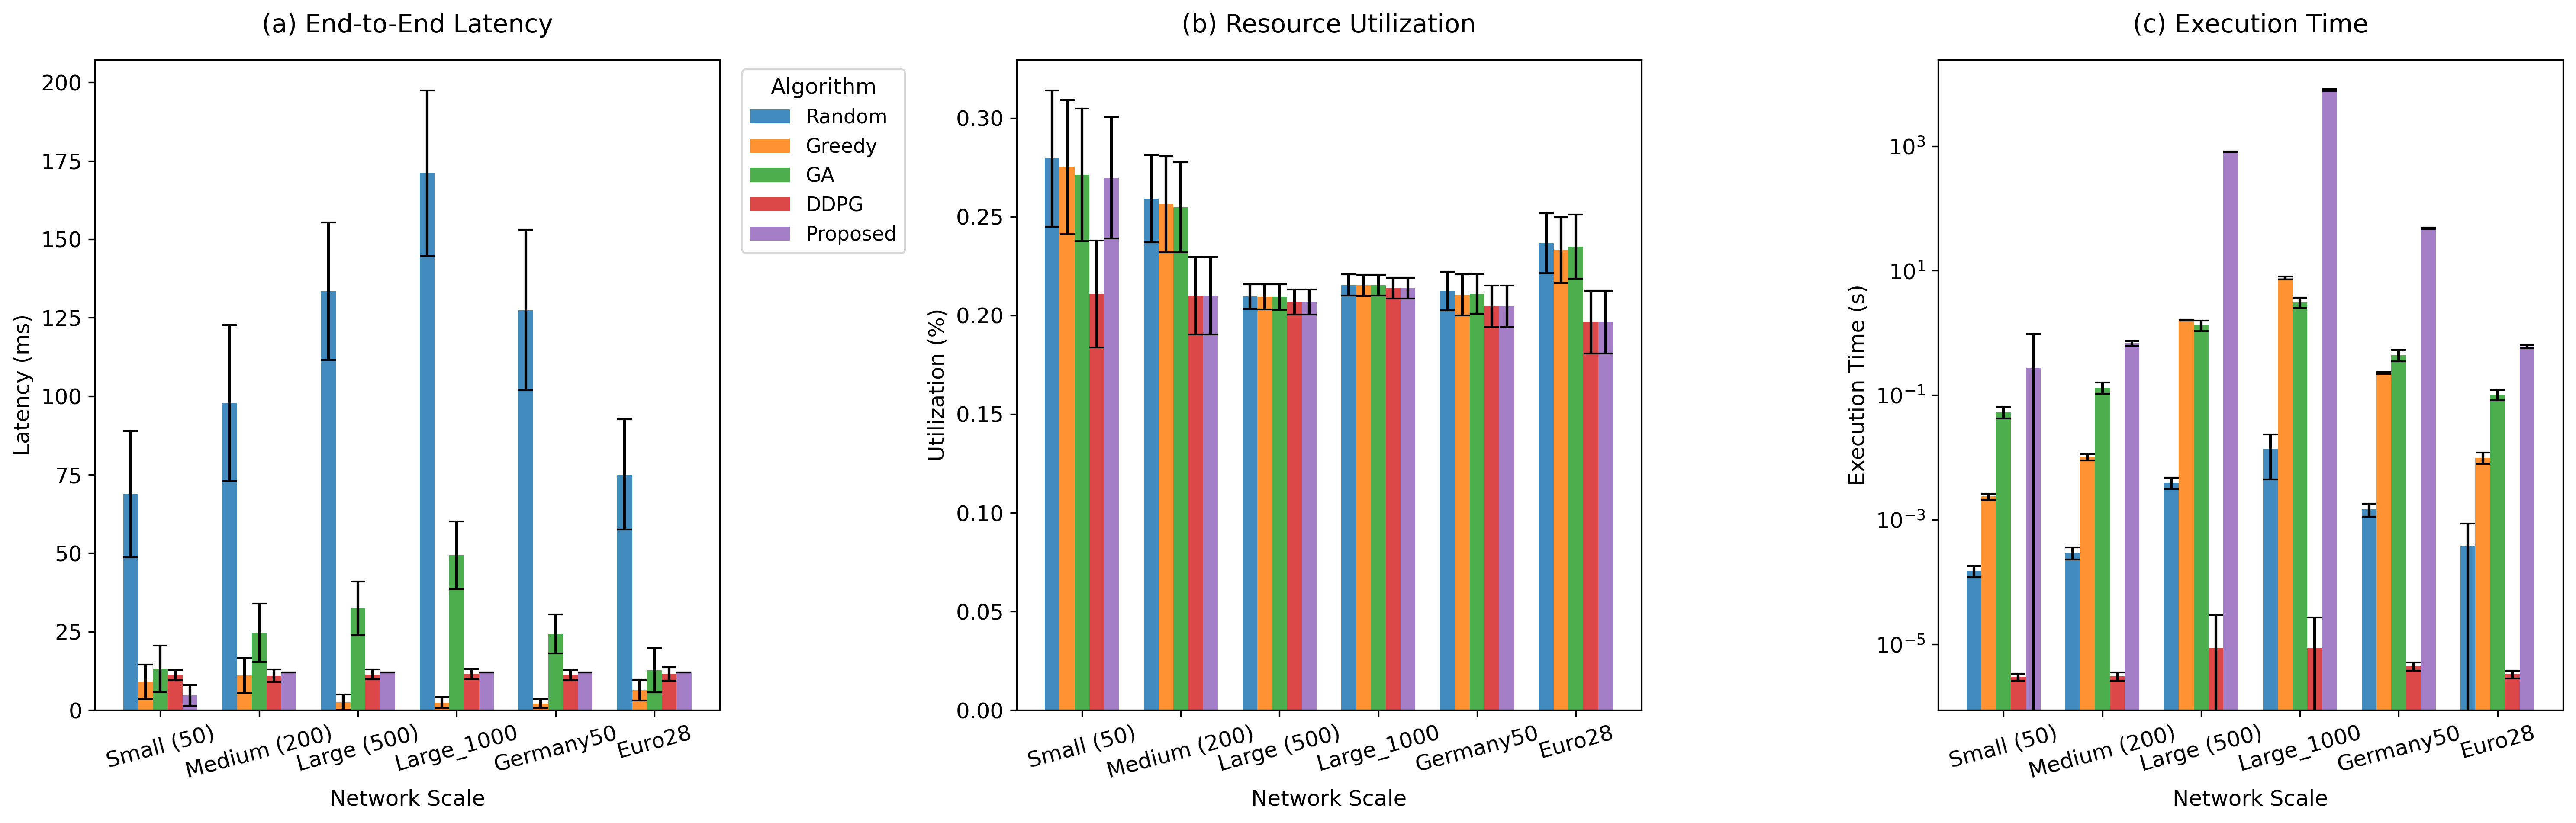 (a) End-to-End Latency
Latency (ms)
200
175
150
125
100
75
50
25
0
Small (50)
Medium (200)
Large (500)
Large_1000
Germany50
Euro28
Network Scale
Algorithm
Random
Greedy
GA
DDPG
Proposed
(b) Resource Utilization
Utilization (%)
0.30
0.25
0.20
0.15
0.10
0.05
0.00
Small (50)
Medium (200)
Large (500)
Large_1000
Germany50
Euro28
Network Scale
(c) Execution Time
Execution Time (s)
10³
10¹
10⁻¹
10⁻³
10⁻⁵
Small (50)
Medium (200)
Large (500)
Large_1000
Germany50
Euro28
Network Scale